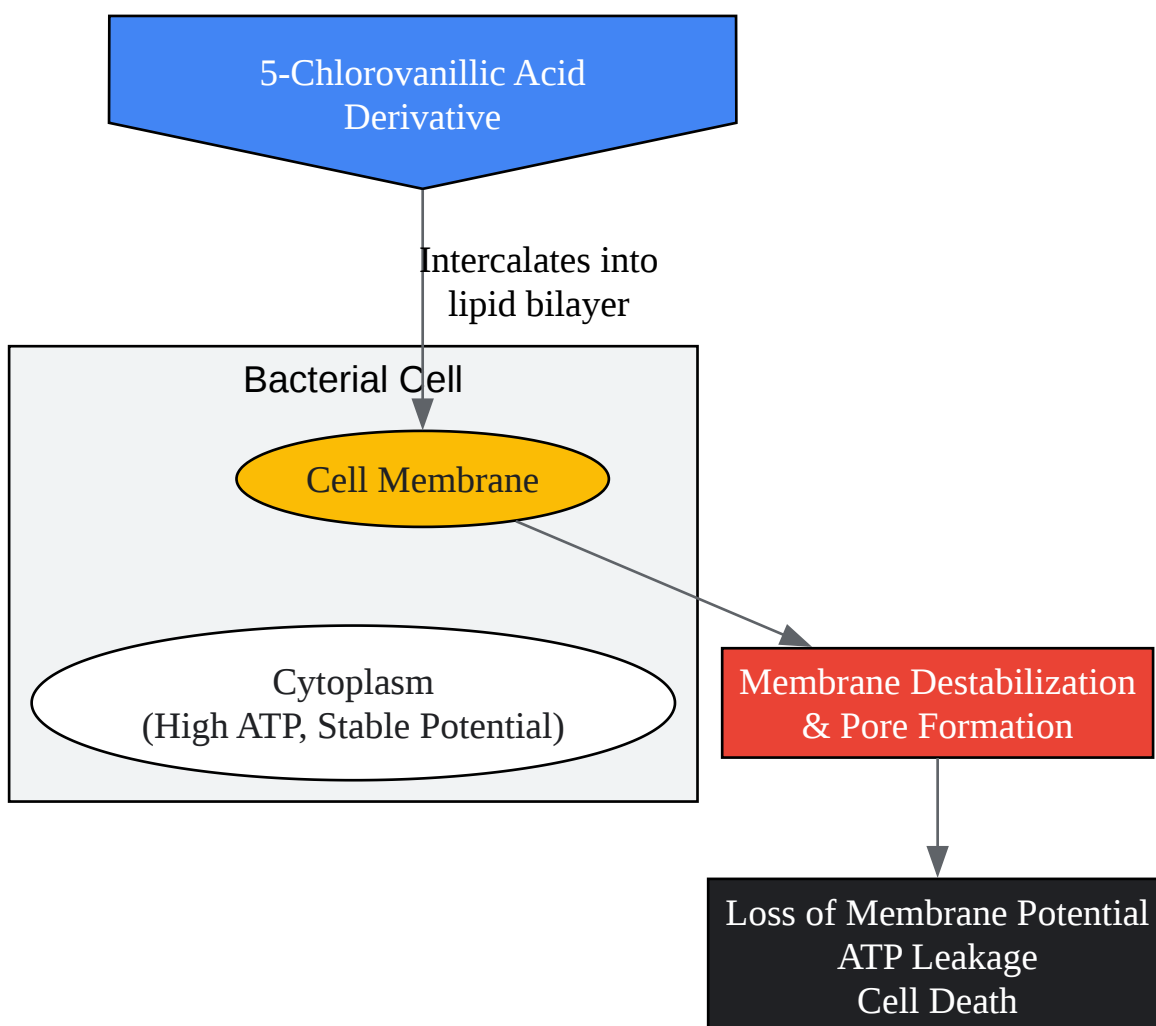 5-Chlorovanillic Acid
Derivative
Intercalates into
lipid bilayer
Bacterial Cell
Cell Membrane
Cytoplasm
(High ATP, Stable Potential)
Membrane Destabilization
& Pore Formation
Loss of Membrane Potential
ATP Leakage
Cell Death